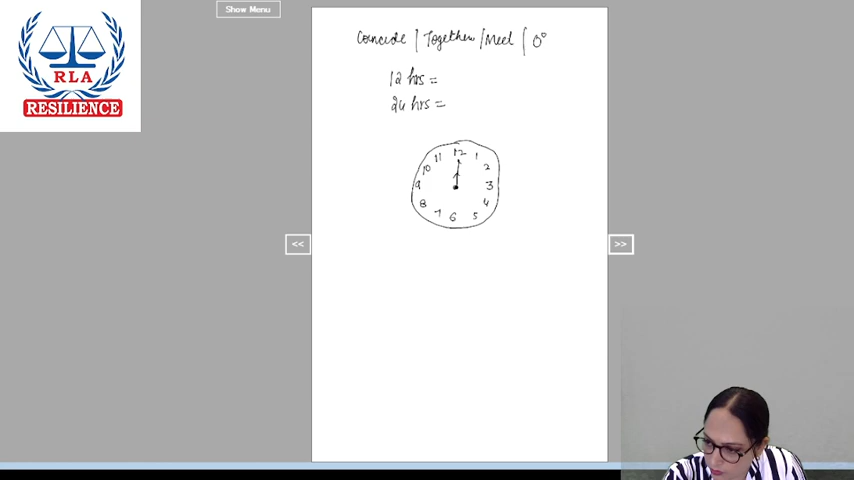 Show Menu
RLA
RESILIENCE
Coincide | Together / Meet | 0°
12 hrs =
24 hrs =
12
11 1
10 2
9 3
8 4
7 5
6
<<
>>